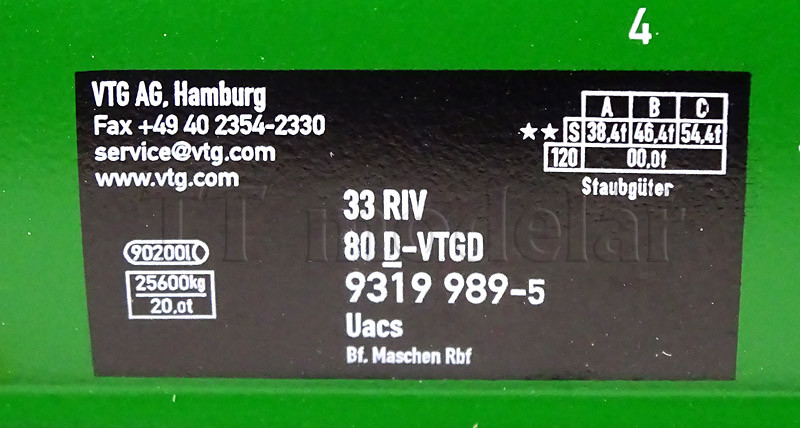 4
VTG AG, Hamburg
Fax +49 40 2354-2330
service@vtg.com
www.vtg.com
A B C
★★ S 38,4t 46,4t 54,4t
120 00,0t
Staubgüter
33 RIV
80 D-VTGD
9319 989-5
Uacs
Bf. Maschen Rbf
90200l
25600kg
20.0t
TT modelar